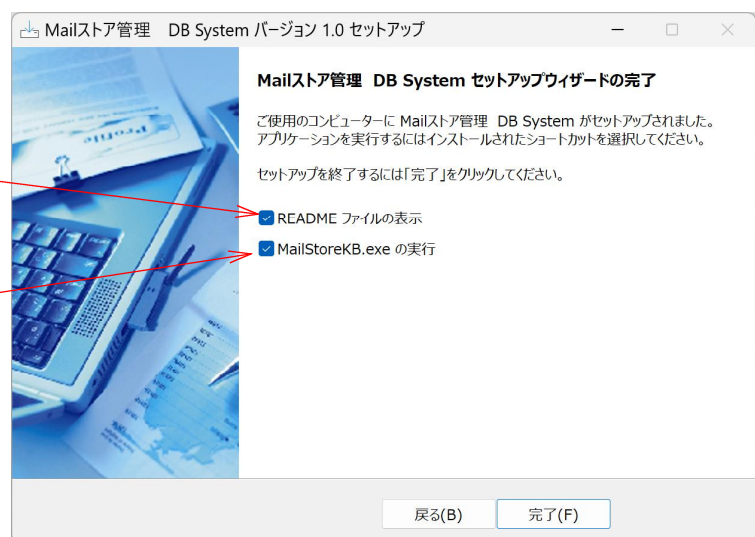 Mailストア管理 DB System バージョン 1.0 セットアップ
Mailストア管理 DB System セットアップウィザードの完了
ご使用のコンピューターに Mailストア管理 DB System がセットアップされました。
アプリケーションを実行するにはインストールされたショートカットを選択してください。
セットアップを終了するには「完了」をクリックしてください。
README ファイルの表示
MailStoreKB.exe の実行
Profile
戻る(B)
完了(F)